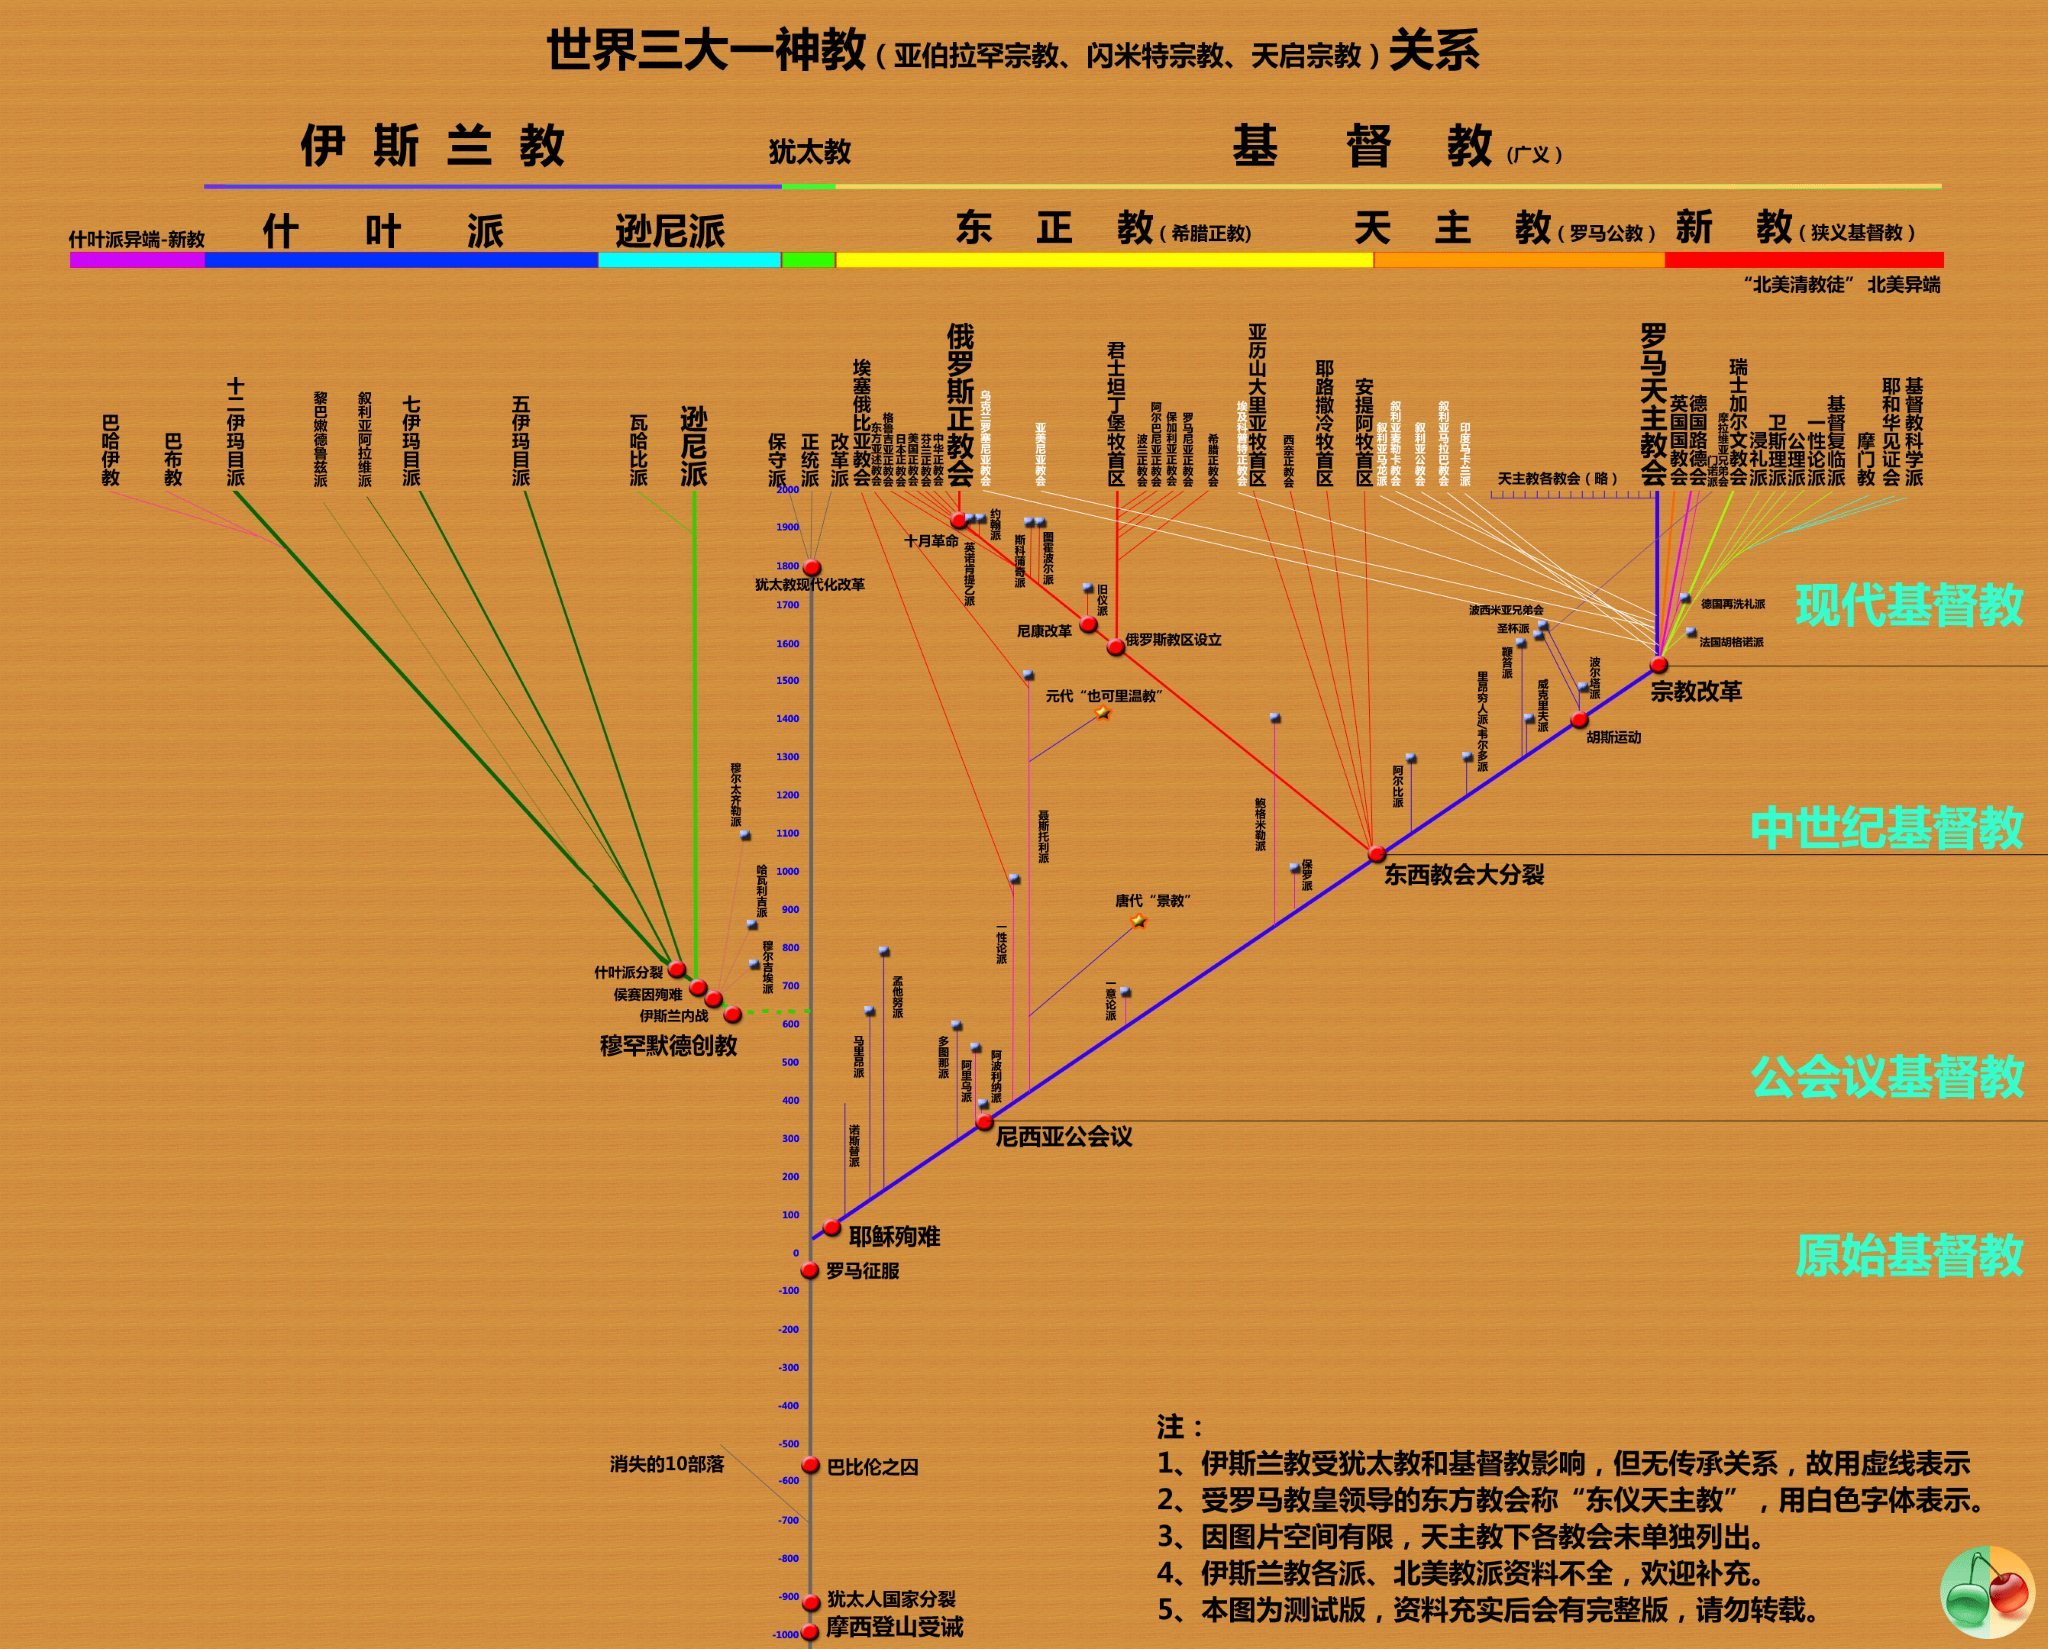 世界三大一神教（亚伯拉罕宗教、闪米特宗教、天启宗教）关系
伊斯兰教
犹太教
基督教(广义）
什叶派异端-新教
什叶派
逊尼派
东正教（希腊正教)
天主教（罗马公教）
新教（狭义基督教）
“北美清教徒” 北美异端
巴哈伊教
巴布教
十二伊玛目派
黎巴嫩德鲁兹派
叙利亚阿拉维派
七伊玛目派
五伊玛目派
瓦哈比派
逊尼派
保守派
正统派
改革派
埃塞俄比亚教会
东方亚述教会
格鲁吉亚正教会
日本正教会
美国正教会
芬兰正教会
中华正教会
俄罗斯正教会
乌克兰罗塞尼亚教会
亚美尼亚教会
君士坦丁堡牧首区
波兰正教会
阿尔巴尼亚正教会
保加利亚正教会
罗马尼亚正教会
希腊正教会
埃及科普特正教会
亚历山大里亚牧首区
西奈正教会
耶路撒冷牧首区
安提阿牧首区
叙利亚马龙派
叙利亚麦勒卡教会
叙利亚公教会
叙利亚马拉巴教会
印度马卡兰派
天主教各教会（略）
罗马天主教会
英国国教会
德国路德会
门诺派
摩拉维亚兄弟会
瑞士加尔文教会
浸礼派
卫斯理派
公理派
一性论派
基督复临派
摩门教
耶和华见证会
基督教科学派
2000
1900
1800
1700
1600
1500
1400
1300
1200
1100
1000
900
800
700
600
500
400
300
200
100
0
-100
-200
-300
-400
-500
-600
-700
-800
-900
-1000
十月革命
约翰派
英诺肯提乙派
斯科蒲奇派
图霍波尔派
犹太教现代化改革
旧仪派
尼康改革
俄罗斯教区设立
现代基督教
德国再洗礼派
法国胡格诺派
波西米亚兄弟会
圣杯派
鞭笞派
波尔塔派
宗教改革
里昂穷人派/韦尔多派
威克里夫派
胡斯运动
元代“也可里温教”
阿尔比派
穆尔太齐勒派
聂斯托利派
鲍格米勒派
中世纪基督教
保罗派
东西教会大分裂
哈瓦利吉派
唐代“景教”
穆尔吉埃派
一性论派
什叶派分裂
侯赛因殉难
伊斯兰内战
穆罕默德创教
孟他努派
马里昂派
一意论派
多图那派
阿里乌派
阿波利纳派
公会议基督教
诺斯替派
尼西亚公会议
耶稣殉难
原始基督教
罗马征服
消失的10部落
巴比伦之囚
犹太人国家分裂
摩西登山受诫
注：
1、伊斯兰教受犹太教和基督教影响，但无传承关系，故用虚线表示
2、受罗马教皇领导的东方教会称“东仪天主教”，用白色字体表示。
3、因图片空间有限，天主教下各教会未单独列出。
4、伊斯兰教各派、北美教派资料不全，欢迎补充。
5、本图为测试版，资料充实后会有完整版，请勿转载。